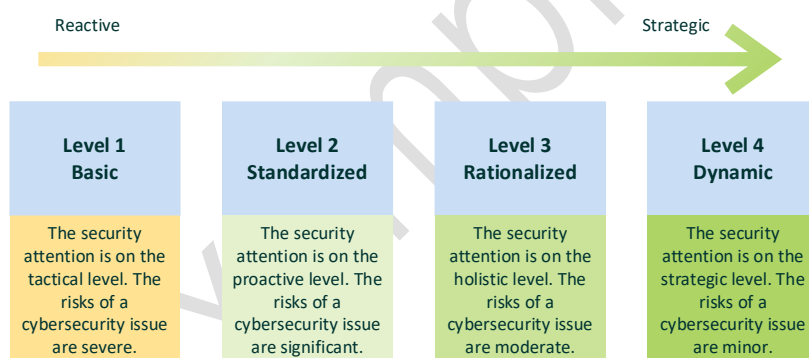 Reactive
Strategic
Level 1
Basic
Level 2
Standardized
Level 3
Rationalized
Level 4
Dynamic
The security
attention is on the
tactical level. The
risks of a
cybersecurity issue
are severe.
The security
attention is on the
proactive level. The
risks of a
cybersecurity issue
are significant.
The security
attention is on the
holistic level. The
risks of a
cybersecurity issue
are moderate.
The security
attention is on the
strategic level. The
risks of a
cybersecurity issue
are minor.